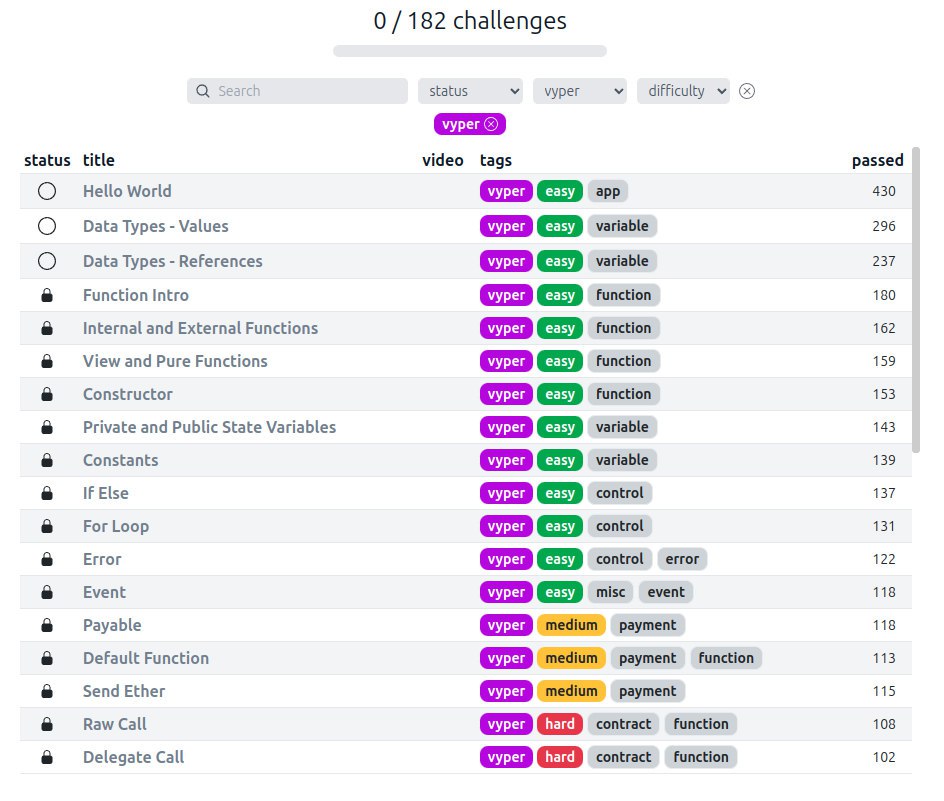 0 / 182 challenges
Search status vyper difficulty
vyper
status title video tags passed
Hello World vyper easy app 430
Data Types - Values vyper easy variable 296
Data Types - References vyper easy variable 237
Function Intro vyper easy function 180
Internal and External Functions vyper easy function 162
View and Pure Functions vyper easy function 159
Constructor vyper easy function 153
Private and Public State Variables vyper easy variable 143
Constants vyper easy variable 139
If Else vyper easy control 137
For Loop vyper easy control 131
Error vyper easy control error 122
Event vyper easy misc event 118
Payable vyper medium payment 118
Default Function vyper medium payment function 113
Send Ether vyper medium payment 115
Raw Call vyper hard contract function 108
Delegate Call vyper hard contract function 102